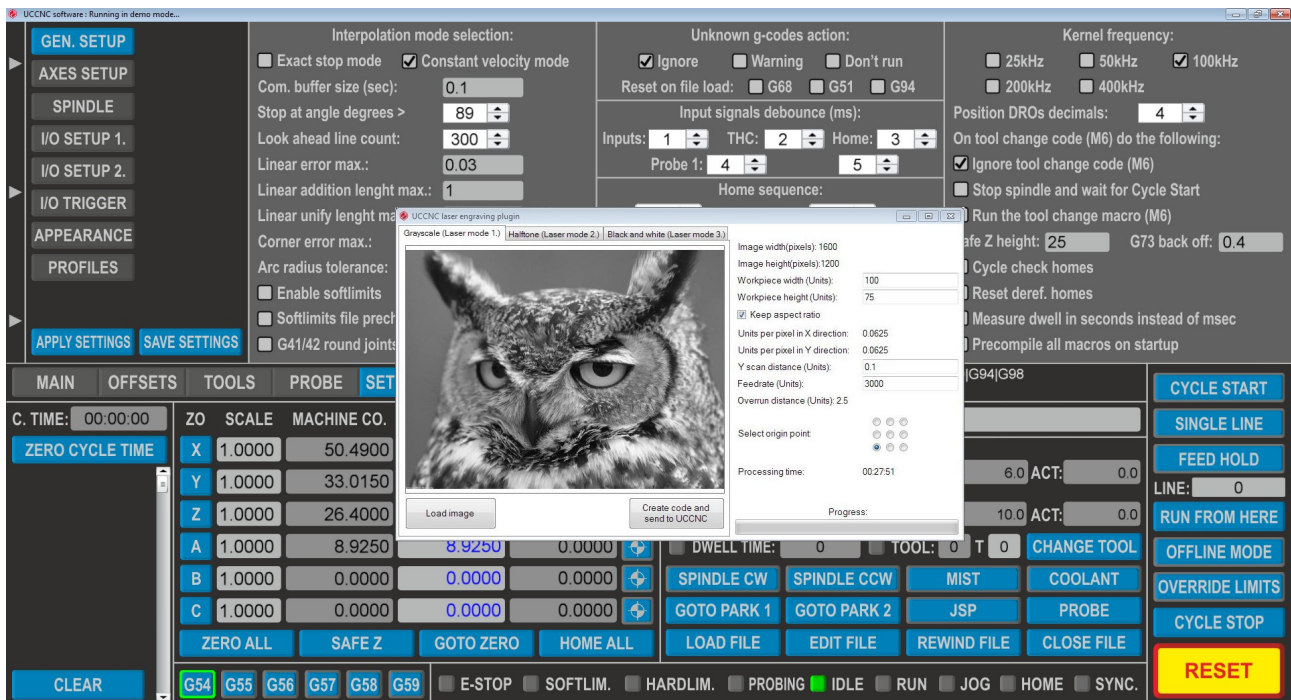 UCCNC software : Running in demo mode...
GEN. SETUP
AXES SETUP
SPINDLE
I/O SETUP 1.
I/O SETUP 2.
I/O TRIGGER
APPEARANCE
PROFILES
APPLY SETTINGS SAVE SETTINGS
Interpolation mode selection:
Exact stop mode Constant velocity mode
Com. buffer size (sec): 0.1
Stop at angle degrees > 89
Look ahead line count: 300
Linear error max.: 0.03
Linear addition lenght max.: 1
Linear unify lenght ma
Corner error max.:
Arc radius tolerance:
Enable softlimits
Softlimits file prech
G41/42 round joints
Unknown g-codes action:
Ignore Warning Don't run
Reset on file load: G68 G51 G94
Input signals debounce (ms):
Inputs: 1 THC: 2 Home: 3
Probe 1: 4 5
Home sequence:
Kernel frequency:
25kHz 50kHz 100kHz
200kHz 400kHz
Position DROs decimals: 4
On tool change code (M6) do the following:
Ignore tool change code (M6)
Stop spindle and wait for Cycle Start
Run the tool change macro (M6)
afe Z height: 25 G73 back off: 0.4
Cycle check homes
Reset deref. homes
Measure dwell in seconds instead of msec
Precompile all macros on startup
UCCNC laser engraving plugin
Grayscale (Laser mode 1.) Halftone (Laser mode 2.) Black and white (Laser mode 3.)
Image width(pixels): 1600
Image height(pixels):1200
Workpiece width (Units): 100
Workpiece height (Units): 75
Keep aspect ratio
Units per pixel in X direction: 0.0625
Units per pixel in Y direction: 0.0625
Y scan distance (Units): 0.1
Feedrate (Units): 3000
Overrun distance (Units): 2.5
Select origin point:
Processing time: 00:27:51
Progress:
Load image
Create code and
send to UCCNC
MAIN OFFSETS TOOLS PROBE SET
|G94|G98
C. TIME: 00:00:00
ZERO CYCLE TIME
CLEAR
ZO SCALE MACHINE CO.
X 1.0000 50.4900
Y 1.0000 33.0150
Z 1.0000 26.4000
A 1.0000 8.9250 8.9250 0.0000
B 1.0000 0.0000 0.0000 0.0000
C 1.0000 0.0000 0.0000 0.0000
ZERO ALL SAFE Z GOTO ZERO HOME ALL
G54 G55 G56 G57 G58 G59
E-STOP SOFTLIM. HARDLIM. PROBING IDLE RUN JOG HOME SYNC.
6.0 ACT: 0.0
10.0 ACT: 0.0
DWELL TIME: 0 TOOL: 0 T 0 CHANGE TOOL
SPINDLE CW SPINDLE CCW MIST COOLANT
GOTO PARK 1 GOTO PARK 2 JSP PROBE
LOAD FILE EDIT FILE REWIND FILE CLOSE FILE
CYCLE START
SINGLE LINE
FEED HOLD
LINE: 0
RUN FROM HERE
OFFLINE MODE
OVERRIDE LIMITS
CYCLE STOP
RESET